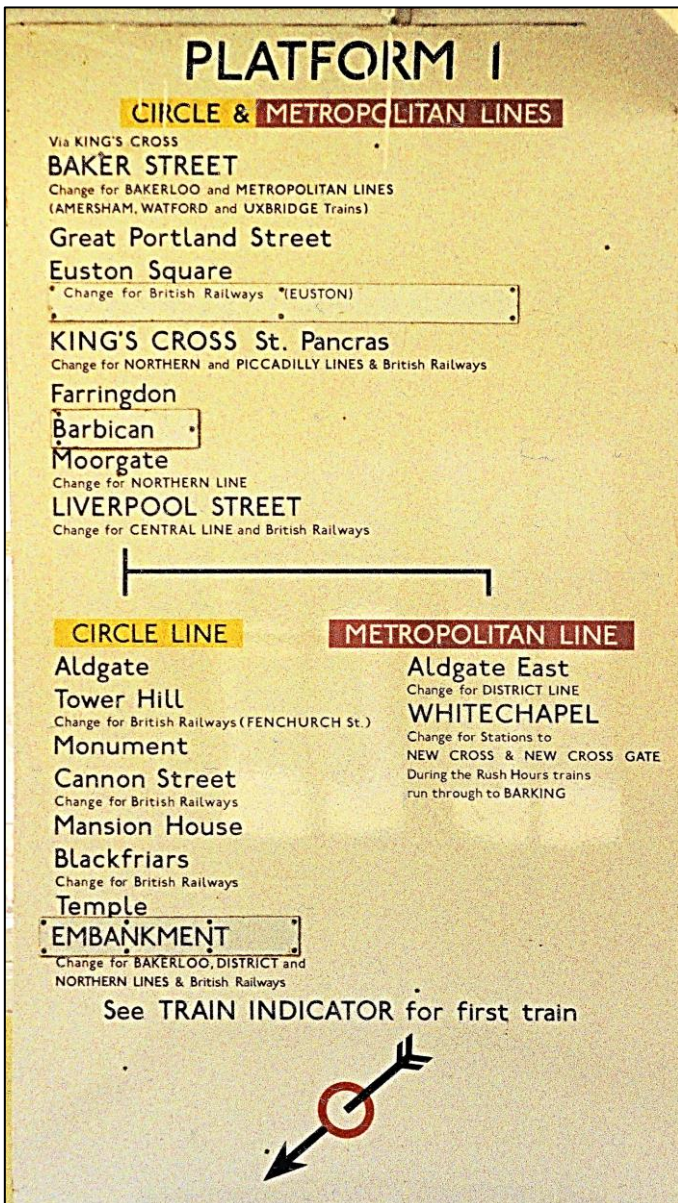 PLATFORM 1
CIRCLE & METROPOLITAN LINES
Via KING'S CROSS
BAKER STREET
Change for BAKERLOO and METROPOLITAN LINES
(AMERSHAM, WATFORD and UXBRIDGE Trains)
Great Portland Street
Euston Square
Change for British Railways (EUSTON)
KING'S CROSS St. Pancras
Change for NORTHERN and PICCADILLY LINES & British Railways
Farringdon
Barbican
Moorgate
Change for NORTHERN LINE
LIVERPOOL STREET
Change for CENTRAL LINE and British Railways
CIRCLE LINE
Aldgate
Tower Hill
Change for British Railways (FENCHURCH St.)
Monument
Cannon Street
Change for British Railways
Mansion House
Blackfriars
Change for British Railways
Temple
EMBANKMENT
Change for BAKERLOO, DISTRICT and
NORTHERN LINES & British Railways
METROPOLITAN LINE
Aldgate East
Change for DISTRICT LINE
WHITECHAPEL
Change for Stations to
NEW CROSS & NEW CROSS GATE
During the Rush Hours trains
run through to BARKING
See TRAIN INDICATOR for first train